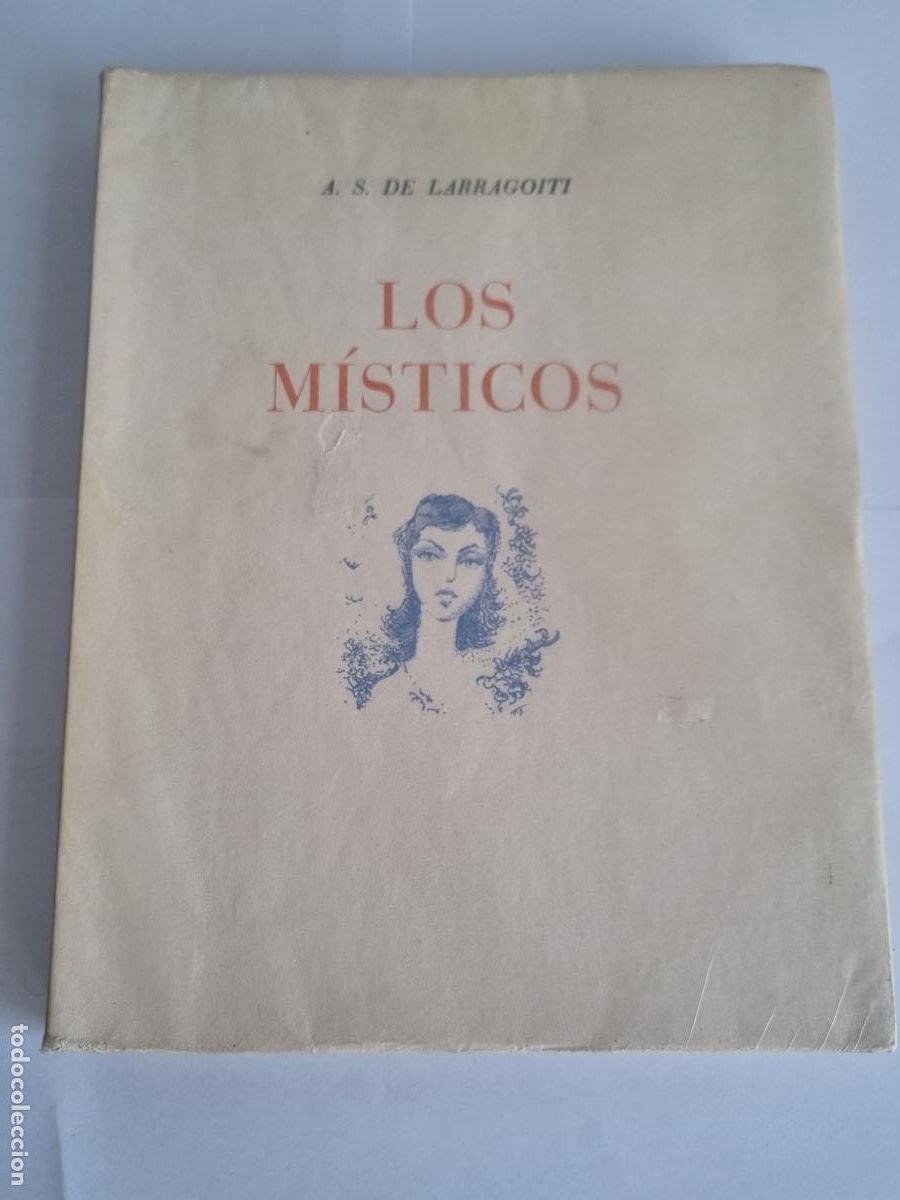 A. S. DE LARRAGOITI
LOS
MÍSTICOS
todocoleccion